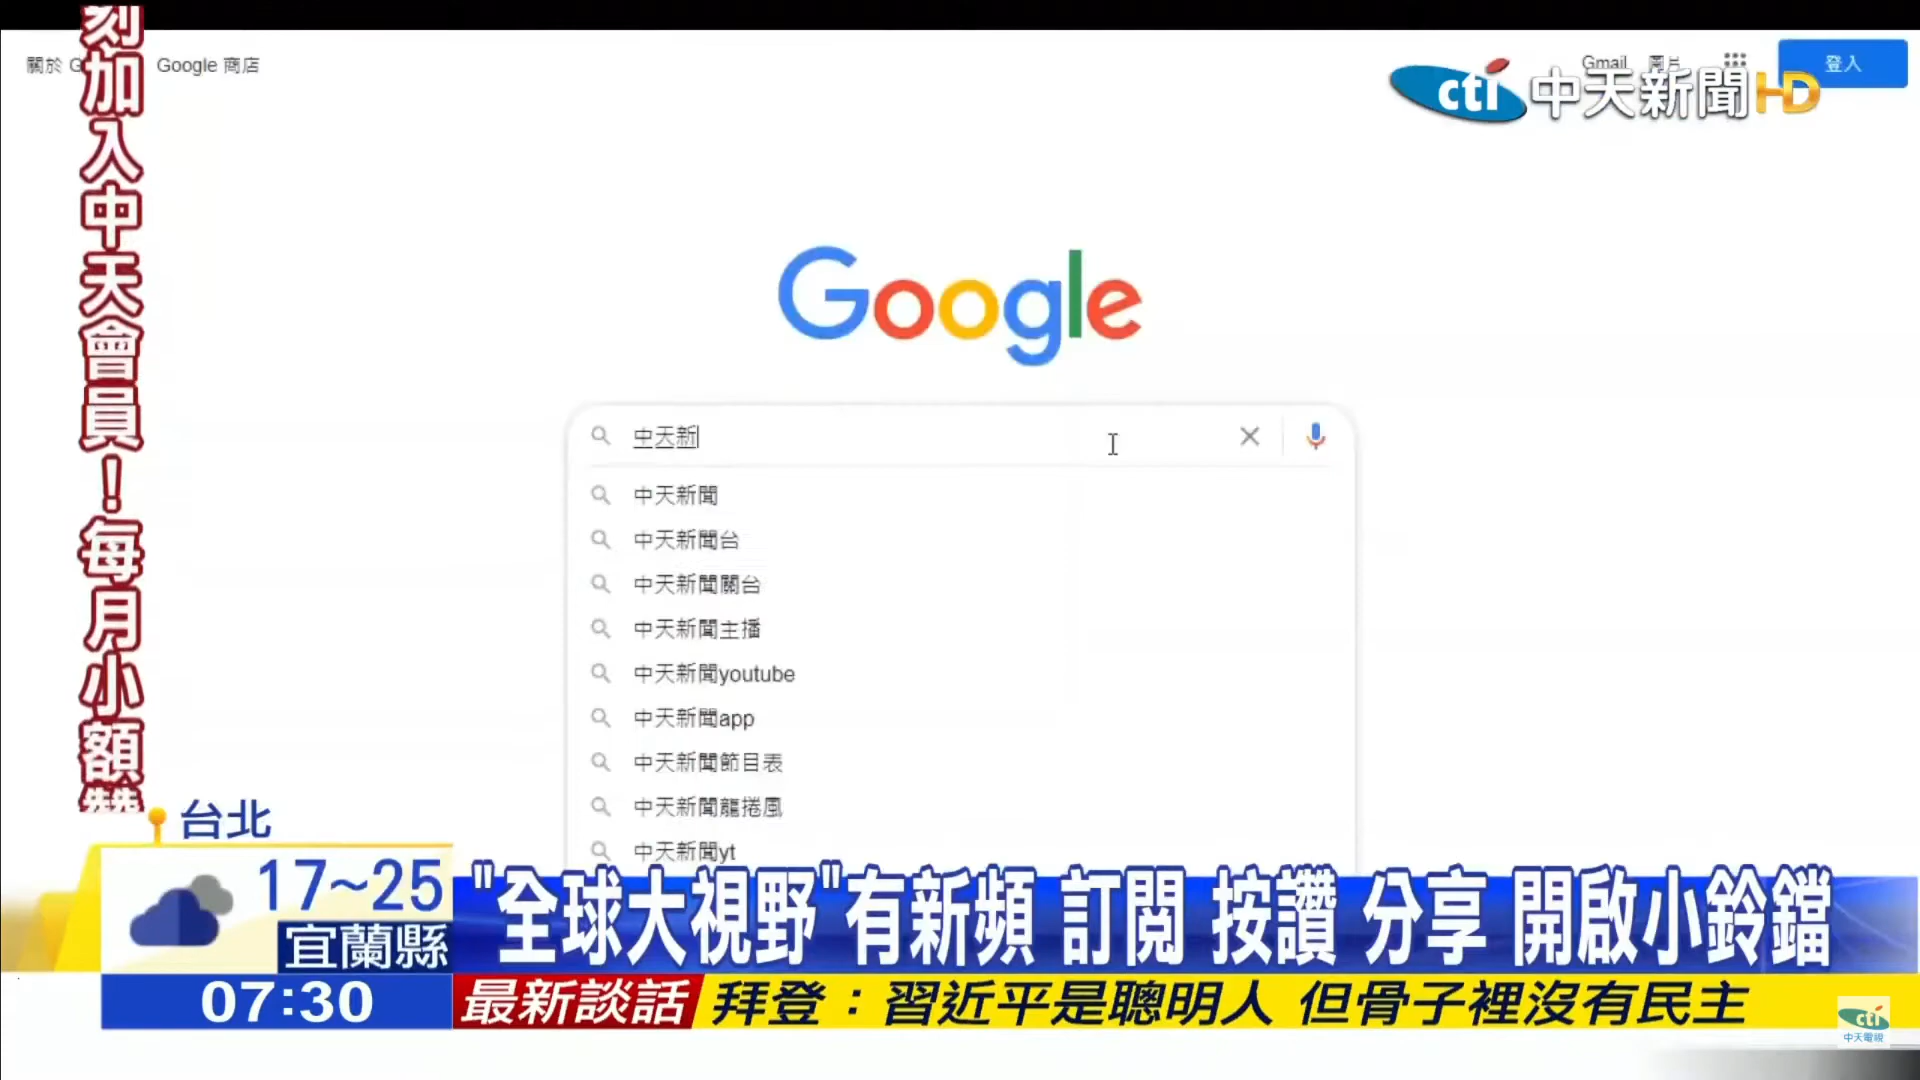 刻加入中天會員！每月小額贊
關於 G
Google 商店
Gmail 圖片
登入
cti 中天新聞HD
Google
中天新
中天新聞
中天新聞台
中天新聞關台
中天新聞主播
中天新聞youtube
中天新聞app
中天新聞節目表
中天新聞龍捲風
中天新聞yt
台北
17~25
宜蘭縣
"全球大視野"有新頻 訂閱 按讚 分享 開啟小鈴鐺
07:30
最新談話
拜登：習近平是聰明人 但骨子裡沒有民主
cti
中天電視